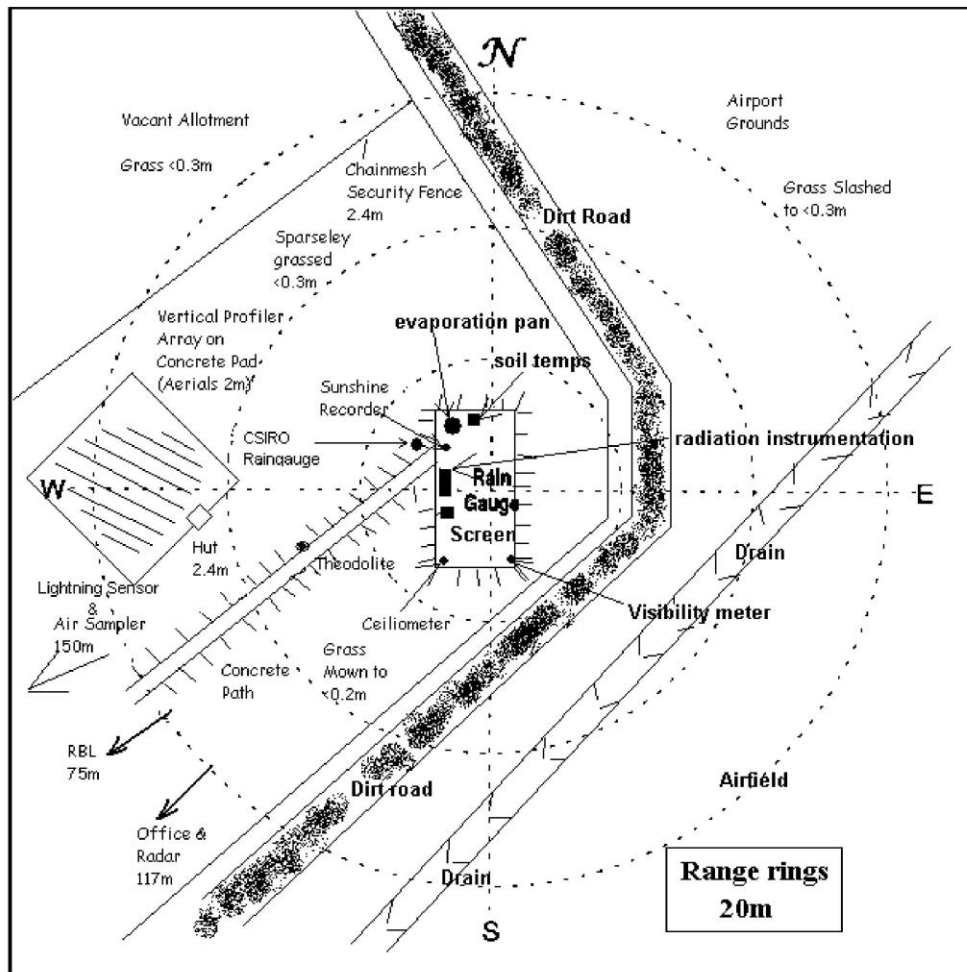 N
Vacant Allotment
Grass <0.3m
Airport
Grounds
Chainmesh
Security Fence
2.4m
Grass Slashed
to <0.3m
Dirt Road
Sparseley
grassed
<0.3m
Vertical Profiler
Array on
Concrete Pad
(Aerials 2m)
evaporation pan
soil temps
Sunshine
Recorder
CSIRO
Raingauge
radiation instrumentation
Rain
Gauge
W
E
Screen
Hut
2.4m
Theodolite
Drain
Lightning Sensor
&
Air Sampler
150m
Ceiliometer
Visibility meter
Concrete
Path
Grass
Mown to
<0.2m
RBL
75m
Dirt road
Airfield
Office &
Radar
117m
Drain
Range rings
20m
S